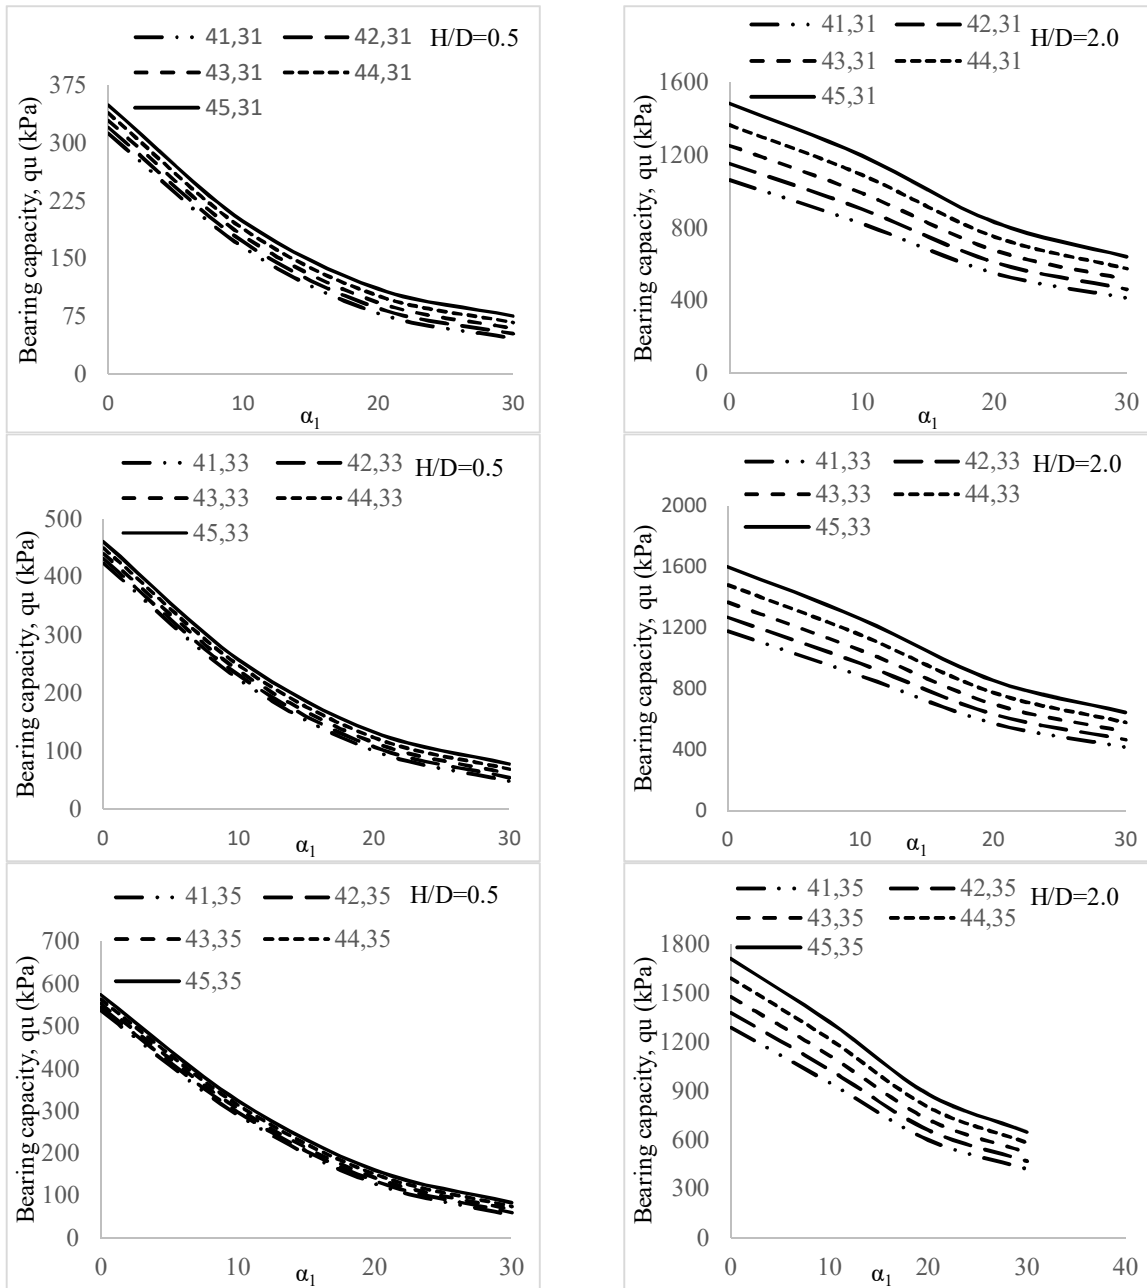 41,31 42,31 H/D=0.5
43,31 44,31
45,31
Bearing capacity, qu (kPa)
375
300
225
150
75
0
0 10 20 30
α1
41,31 42,31 H/D=2.0
43,31 44,31
45,31
Bearing capacity, qu (kPa)
1600
1200
800
400
0
0 10 20 30
α1
41,33 42,33 H/D=0.5
43,33 44,33
45,33
Bearing capacity, qu (kPa)
500
400
300
200
100
0
0 10 20 30
α1
41,33 42,33 H/D=2.0
43,33 44,33
45,33
Bearing capacity, qu (kPa)
2000
1600
1200
800
400
0
0 10 20 30
α1
41,35 42,35 H/D=0.5
43,35 44,35
45,35
Bearing capacity, qu (kPa)
700
600
500
400
300
200
100
0
0 10 20 30
α1
41,35 42,35 H/D=2.0
43,35 44,35
45,35
Bearing capacity, qu (kPa)
1800
1500
1200
900
600
300
0
0 10 20 30 40
α1